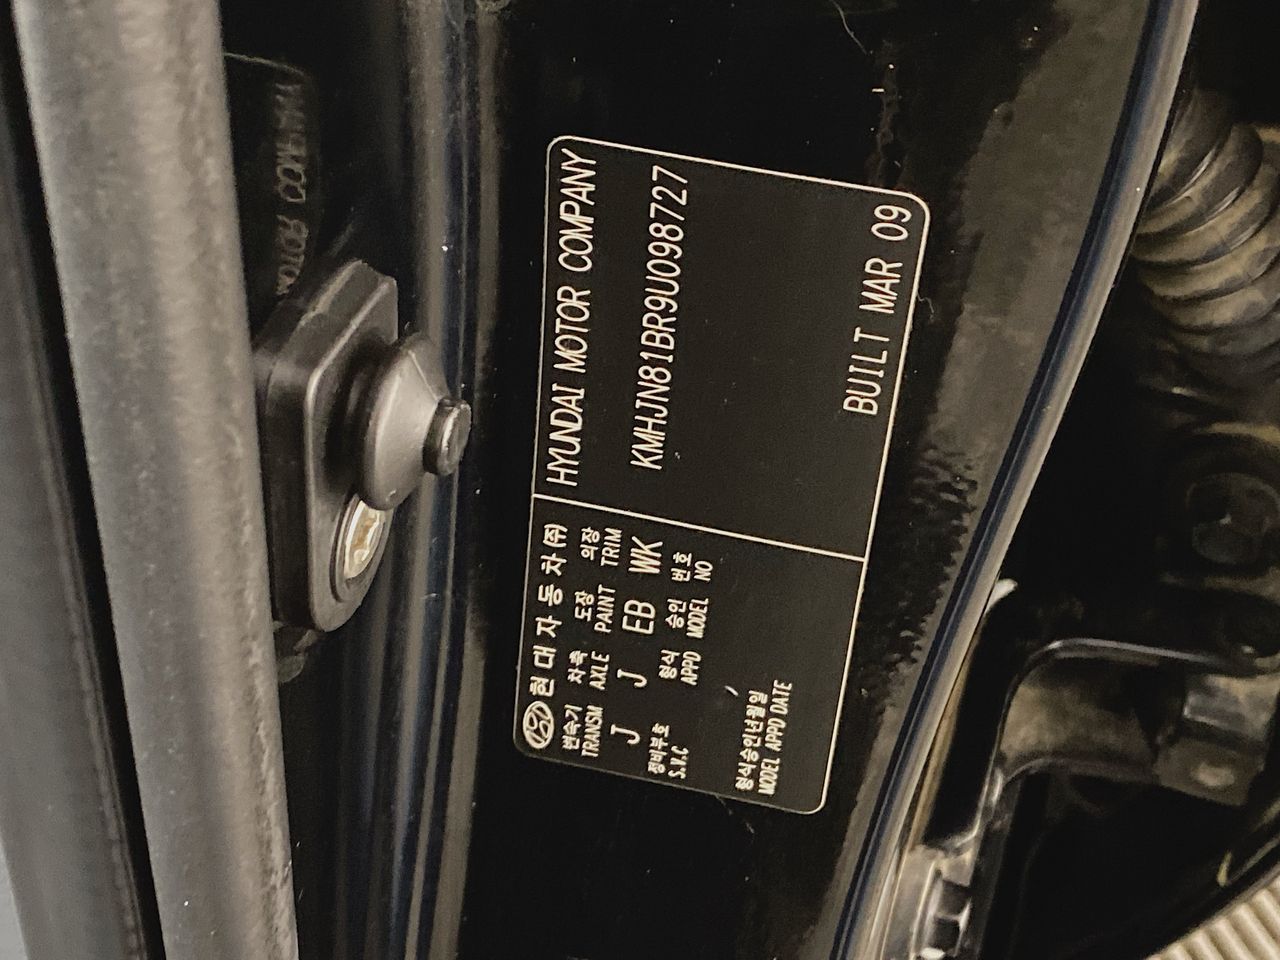 현대자동차(주)
HYUNDAI MOTOR COMPANY
변속기 차축 도장 의장
TRANSM AXLE PAINT TRIM
KMHJN81BR9U098727
J J EB WK
정비부호 형식 승인 번호
S.V.C APPD MODEL NO
형식승인년월일
MODEL APPD DATE
BUILT MAR 09
MOTOR COMPANY